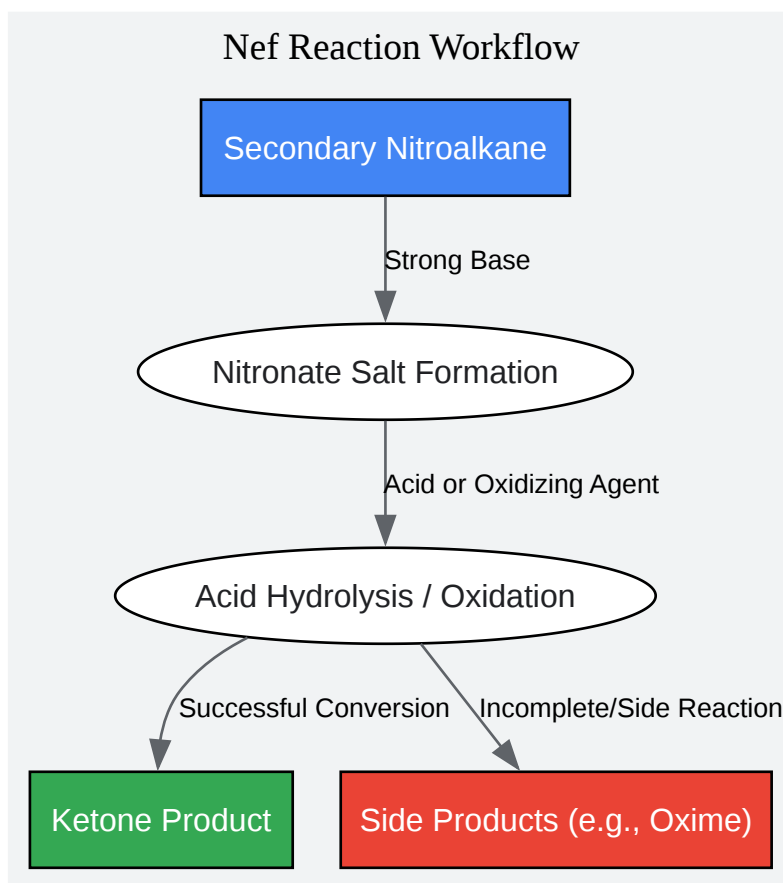 Nef Reaction Workflow
Secondary Nitroalkane
Strong Base
Nitronate Salt Formation
Acid or Oxidizing Agent
Acid Hydrolysis / Oxidation
Successful Conversion
Incomplete/Side Reaction
Ketone Product
Side Products (e.g., Oxime)